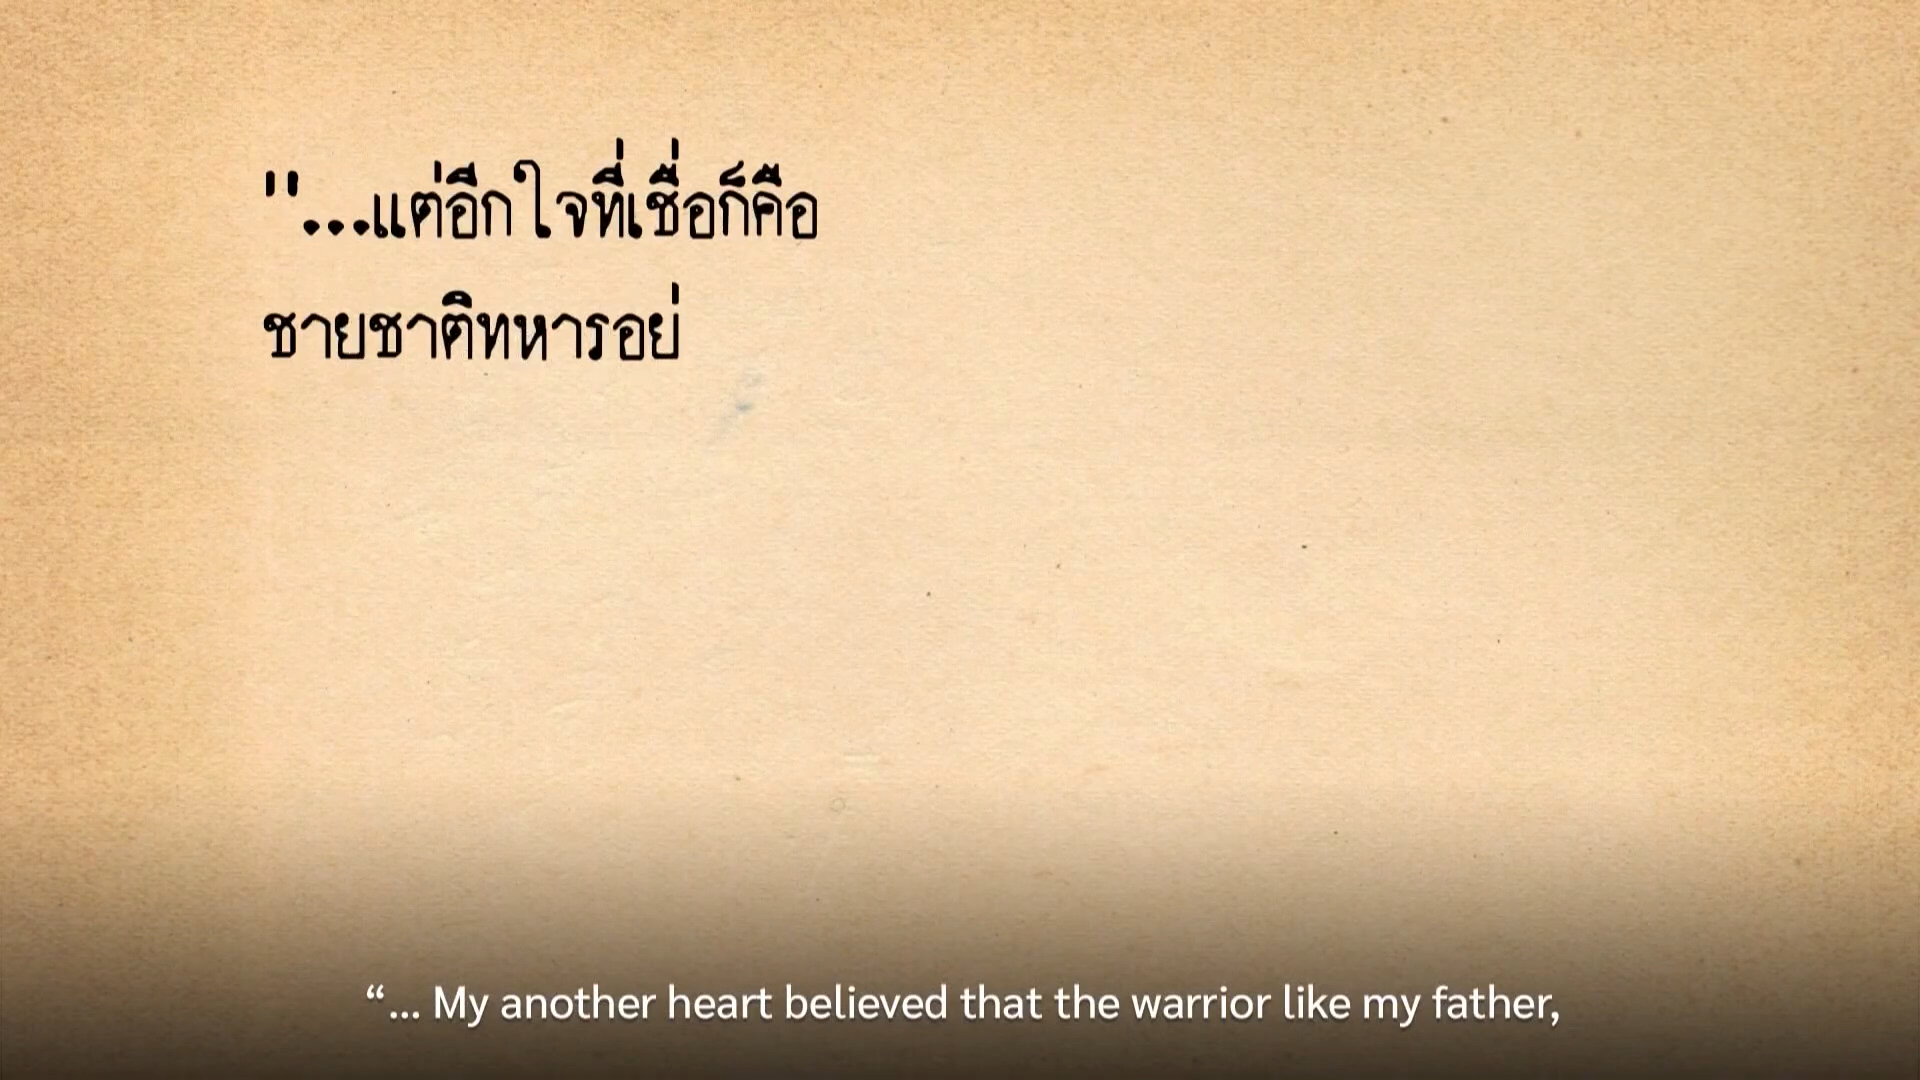 "...แต่อีกใจที่เชื่อก็คือ
ชายชาติทหารอย่
“... My another heart believed that the warrior like my father,